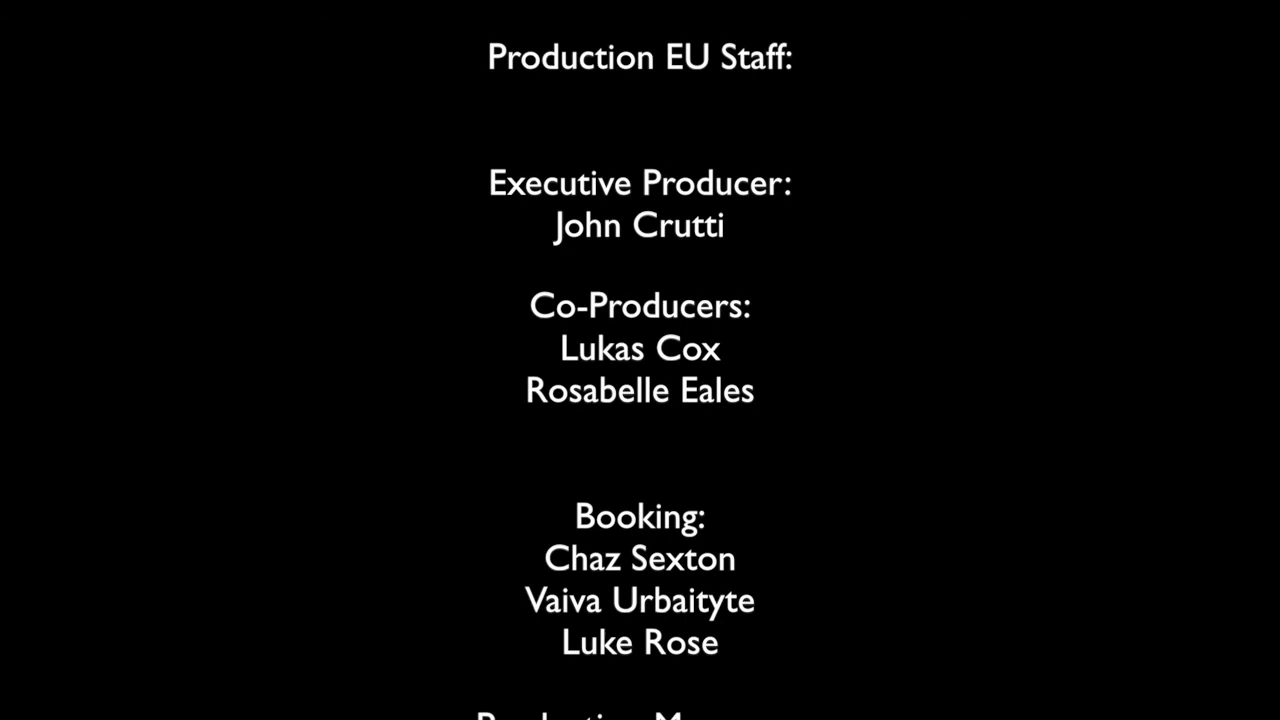 Production EU Staff:
Executive Producer:
John Crutti
Co-Producers:
Lukas Cox
Rosabelle Eales
Booking:
Chaz Sexton
Vaiva Urbaityte
Luke Rose